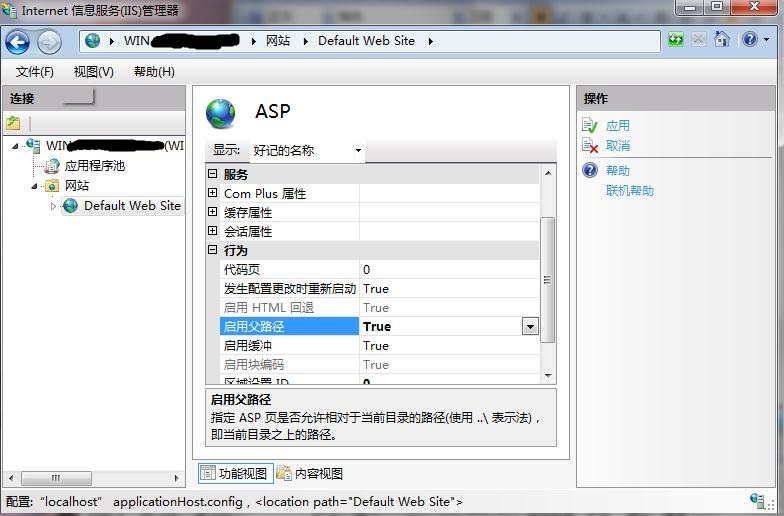 Internet 信息服务(IIS)管理器
WIN
网站
Default Web Site
文件(F)
视图(V)
帮助(H)
连接
WIN (WI
应用程序池
网站
Default Web Site
ASP
显示:
好记的名称
服务
Com Plus 属性
缓存属性
会话属性
行为
代码页 0
发生配置更改时重新启动 True
启用 HTML 回退 True
启用父路径 True
启用缓冲 True
启用块编码 True
区域设置 ID 0
启用父路径
指定 ASP 页是否允许相对于当前目录的路径(使用 ..\ 表示法)，
即当前目录之上的路径。
功能视图
内容视图
操作
应用
取消
帮助
联机帮助
配置: “localhost” applicationHost.config , <location path="Default Web Site">